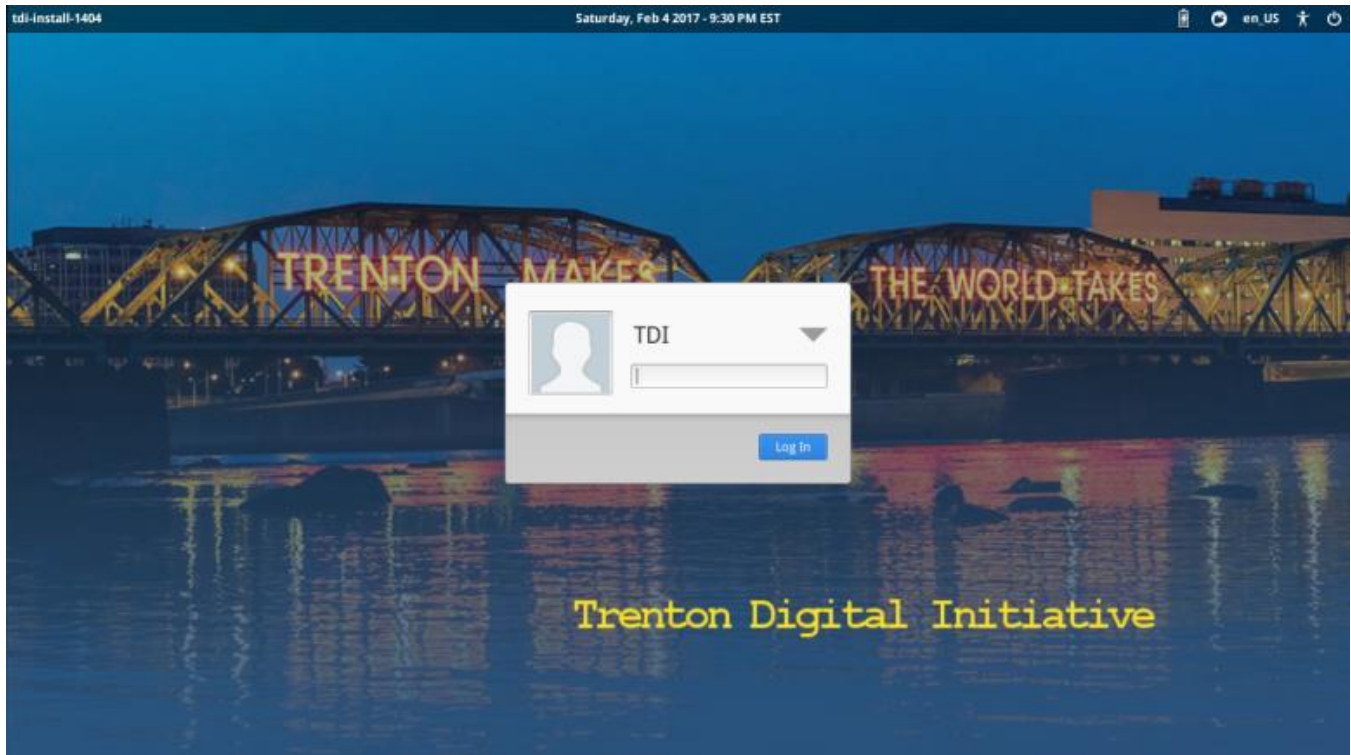 tdi-install-1404 Saturday, Feb 4 2017 - 9:30 PM EST en_US
TRENTON MAKES THE WORLD TAKES
TDI
Log In
Trenton Digital Initiative